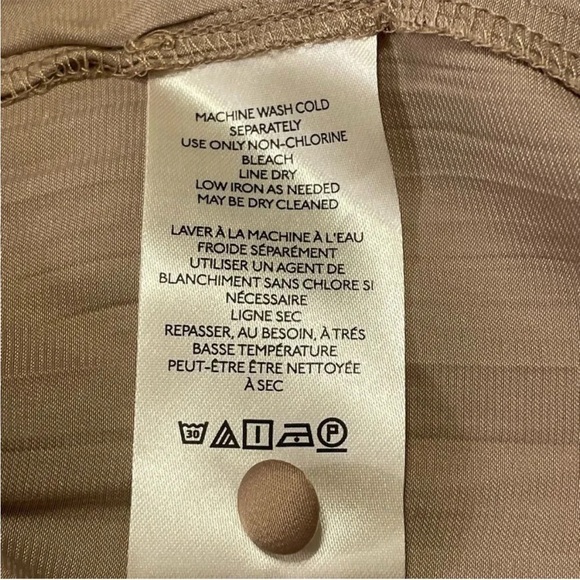 MACHINE WASH COLD
SEPARATELY
USE ONLY NON-CHLORINE
BLEACH
LINE DRY
LOW IRON AS NEEDED
MAY BE DRY CLEANED
LAVER À LA MACHINE À L'EAU
FROIDE SÉPARÉMENT
UTILISER UN AGENT DE
BLANCHIMENT SANS CHLORE SI
NÉCESSAIRE
LIGNE SEC
REPASSER, AU BESOIN, À TRÉS
BASSE TEMPÉRATURE
PEUT-ÊTRE ÊTRE NETTOYÉE
À SEC
30 P